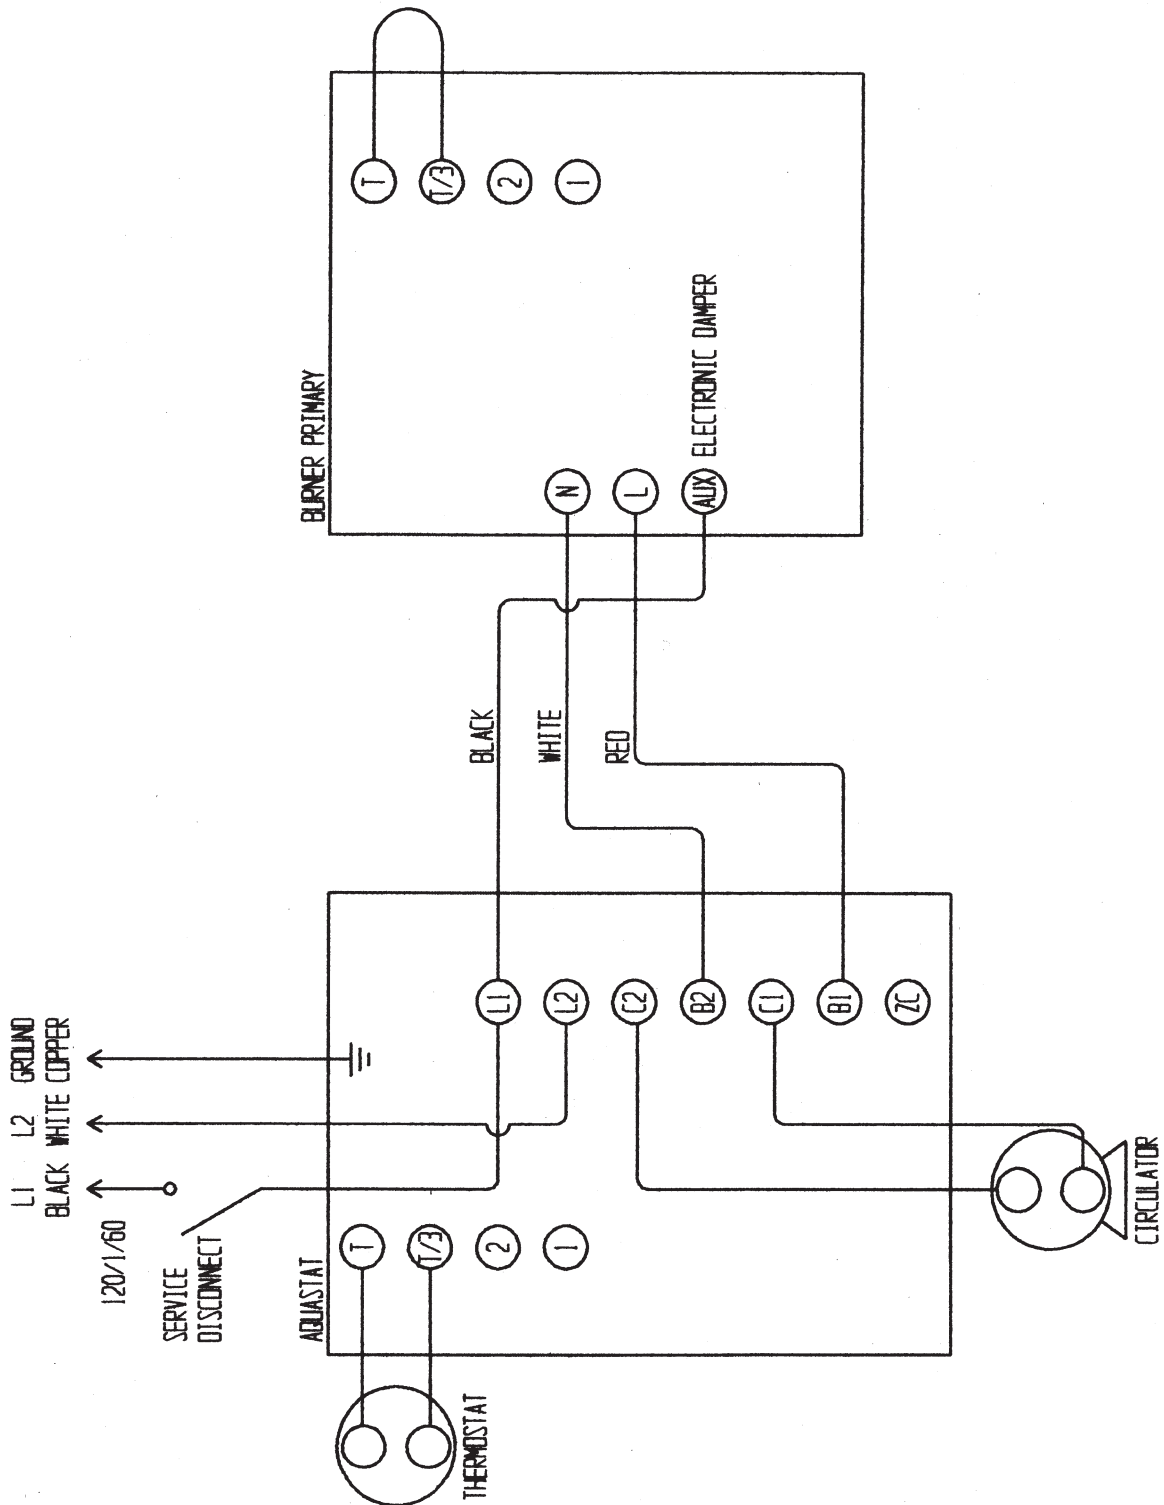 BURNER PRIMARY
T
T/3
2
1
N
L
AUX ELECTRONIC DAMPER
BLACK
WHITE
RED
L1 L2 GROUND
BLACK WHITE COPPER
120/1/60
SERVICE
DISCONNECT
AQUASTAT
L1
L2
C2
B2
C1
B1
ZC
T
T/3
2
1
THERMOSTAT
CIRCULATOR